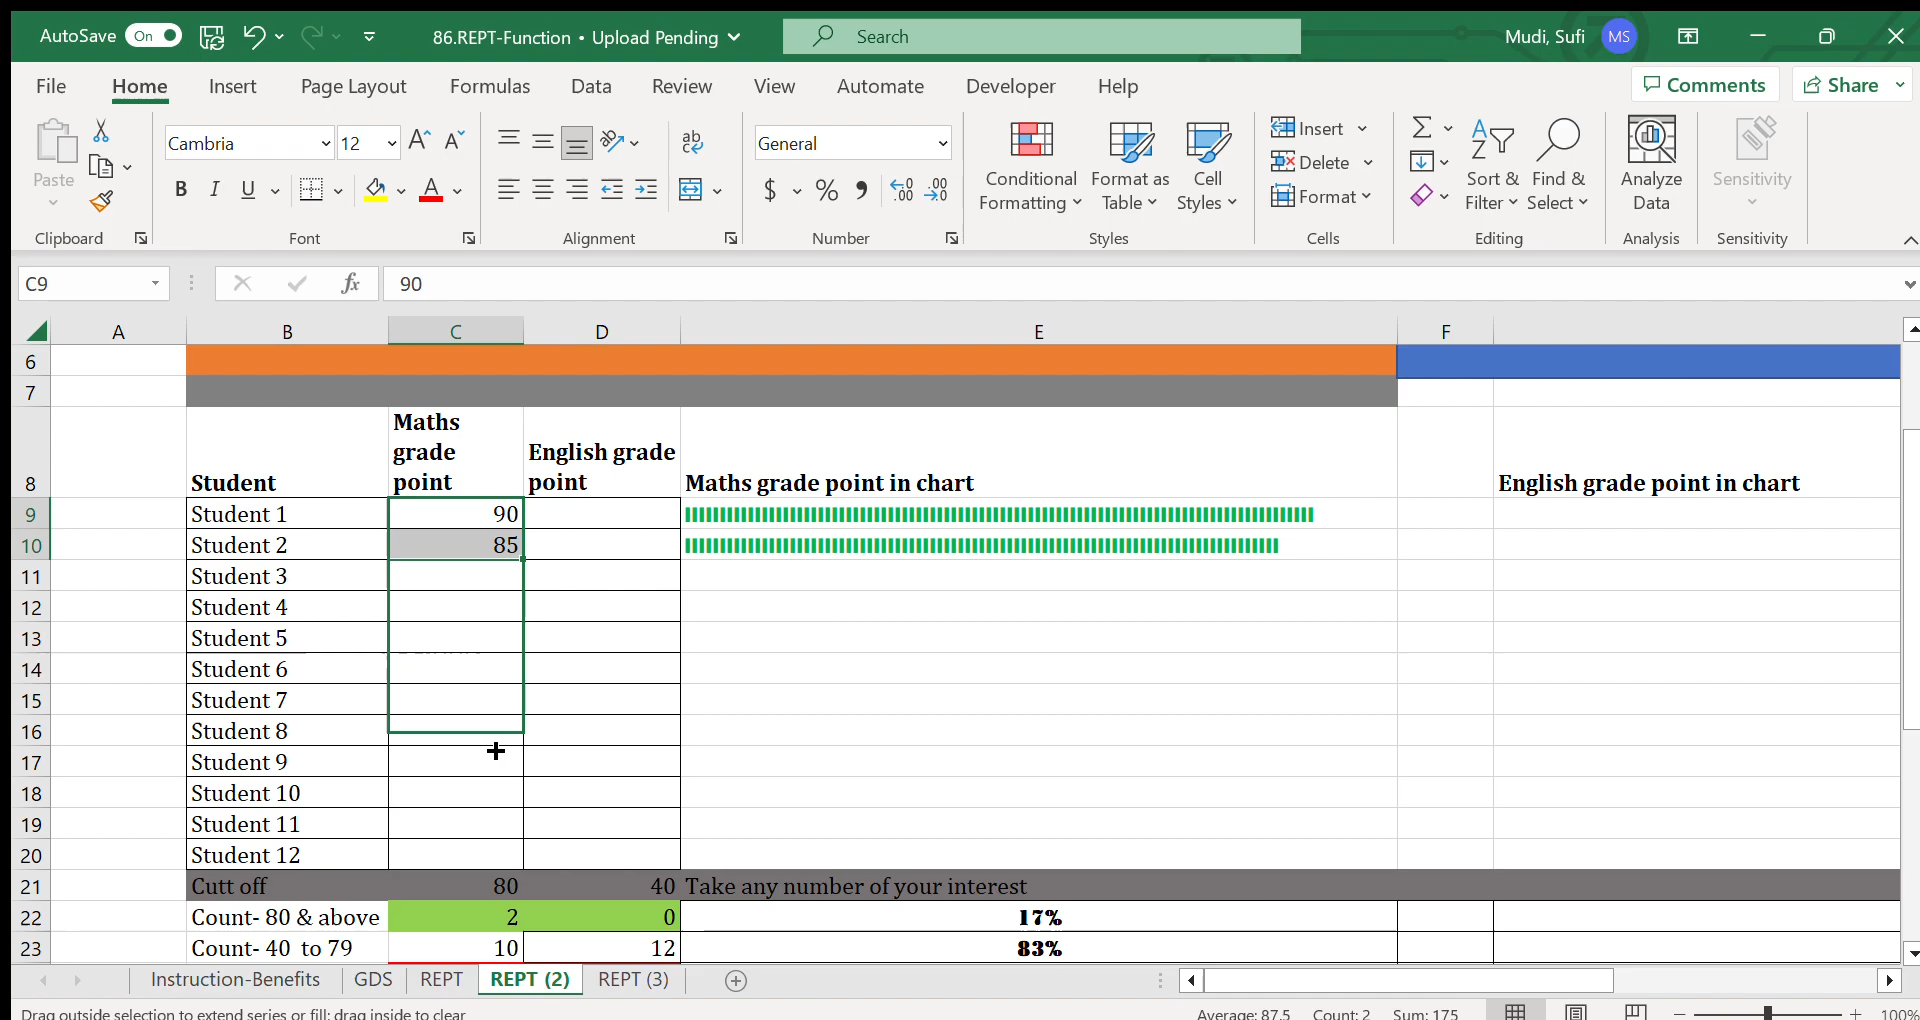 AutoSave On 86.REPT-Function • Upload Pending Search Mudi, Sufi MS
File Home Insert Page Layout Formulas Data Review View Automate Developer Help Comments Share
Paste
Cambria 12
B I U A
ab
General
$ % 9 .00
Conditional Formatting
Format as Table
Cell Styles
Insert
Delete
Format
Sort & Filter
Find & Select
Analyze Data
Sensitivity
Clipboard Font Alignment Number Styles Cells Editing Analysis Sensitivity
C9 fx 90
A B C D E F
6
7
8 Student Maths grade point English grade point Maths grade point in chart English grade point in chart
9 Student 1 90
10 Student 2 85
11 Student 3
12 Student 4
13 Student 5
14 Student 6
15 Student 7
16 Student 8
17 Student 9
18 Student 10
19 Student 11
20 Student 12
21 Cutt off 80 40 Take any number of your interest
22 Count- 80 & above 2 0 17%
23 Count- 40 to 79 10 12 83%
Instruction-Benefits GDS REPT REPT (2) REPT (3)
Drag outside selection to extend series or fill; drag inside to clear Average: 87.5 Count: 2 Sum: 175 100%